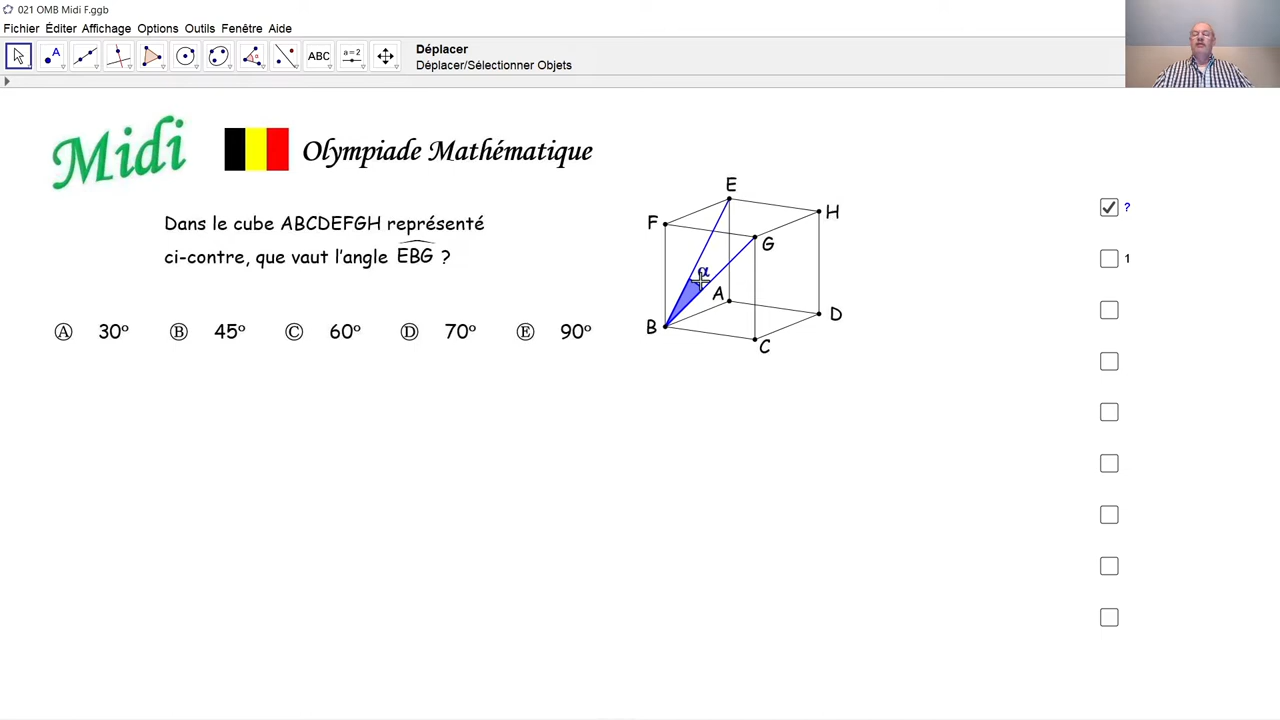 021 OMB Midi F.ggb
Fichier Éditer Affichage Options Outils Fenêtre Aide
A ABC a=2 Déplacer
Déplacer/Sélectionner Objets
Midi Olympiade Mathématique
Dans le cube ABCDEFGH représenté
ci-contre, que vaut l'angle EBG ?
Ⓐ 30° Ⓑ 45° Ⓒ 60° Ⓓ 70° Ⓔ 90°
E
F H
G
α
A
B D
C
?
1